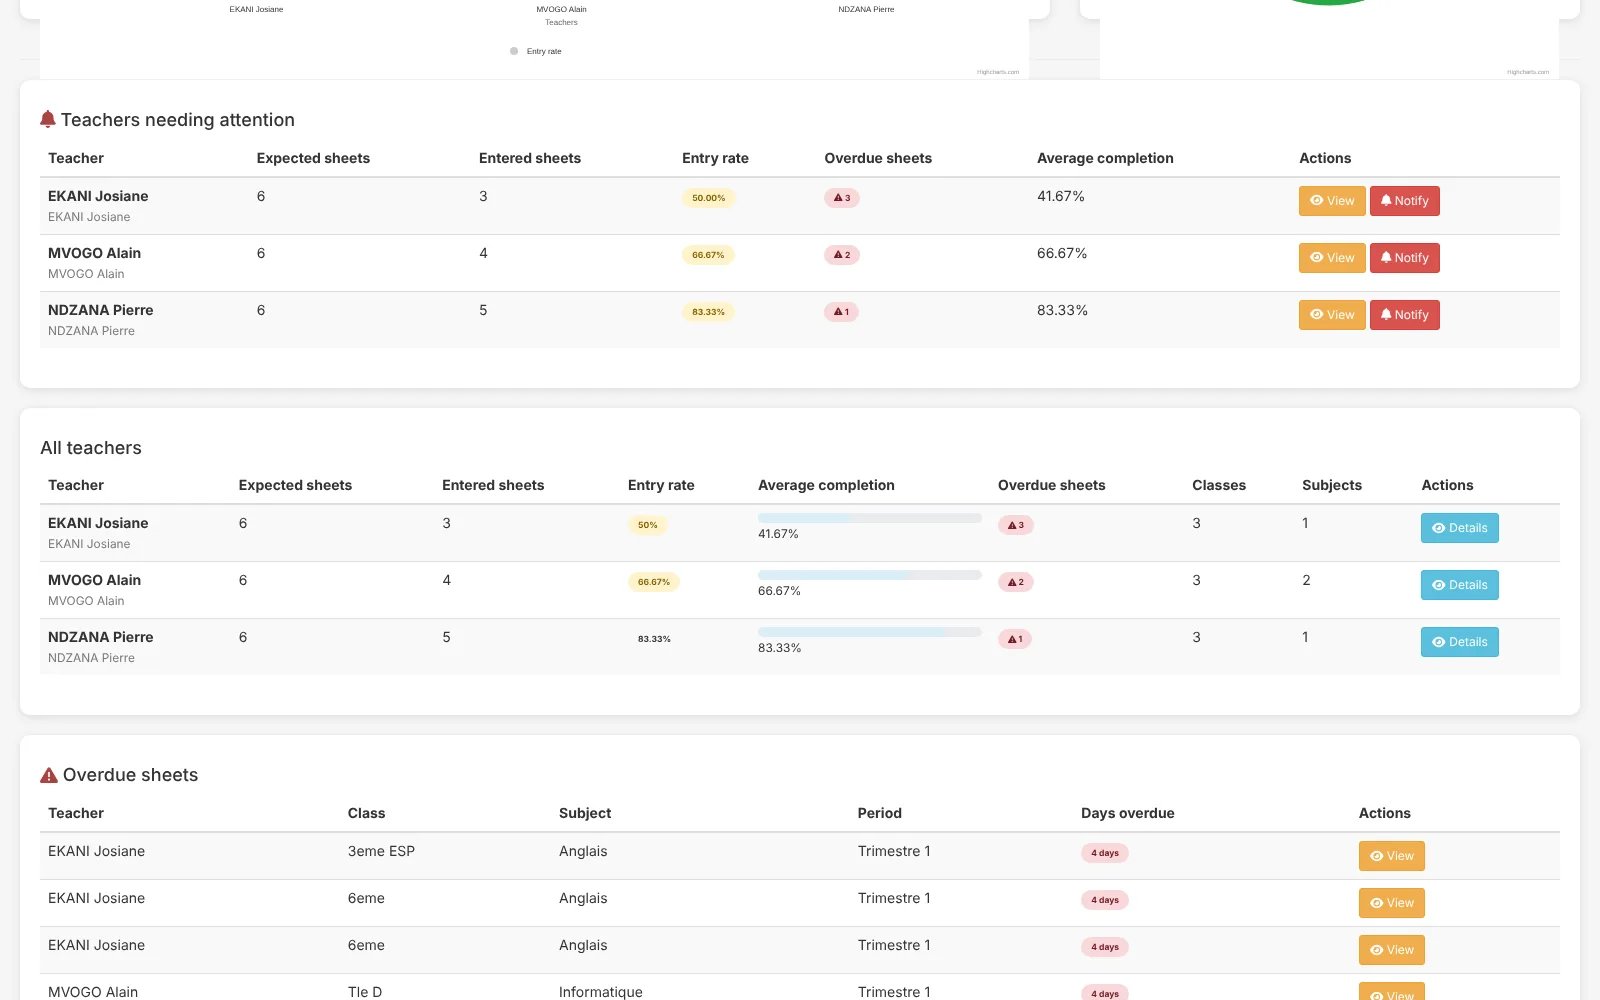 EKANI Josiane MVOGO Alain NDZANA Pierre
Teachers
Entry rate
Highcharts.com Highcharts.com
Teachers needing attention
Teacher Expected sheets Entered sheets Entry rate Overdue sheets Average completion Actions
EKANI Josiane 6 3 50.00% 3 41.67% View Notify
EKANI Josiane
MVOGO Alain 6 4 66.67% 2 66.67% View Notify
MVOGO Alain
NDZANA Pierre 6 5 83.33% 1 83.33% View Notify
NDZANA Pierre
All teachers
Teacher Expected sheets Entered sheets Entry rate Average completion Overdue sheets Classes Subjects Actions
EKANI Josiane 6 3 50% 41.67% 3 3 1 Details
EKANI Josiane
MVOGO Alain 6 4 66.67% 66.67% 2 3 2 Details
MVOGO Alain
NDZANA Pierre 6 5 83.33% 83.33% 1 3 1 Details
NDZANA Pierre
Overdue sheets
Teacher Class Subject Period Days overdue Actions
EKANI Josiane 3eme ESP Anglais Trimestre 1 4 days View
EKANI Josiane 6eme Anglais Trimestre 1 4 days View
EKANI Josiane 6eme Anglais Trimestre 1 4 days View
MVOGO Alain Tle D Informatique Trimestre 1 4 days View